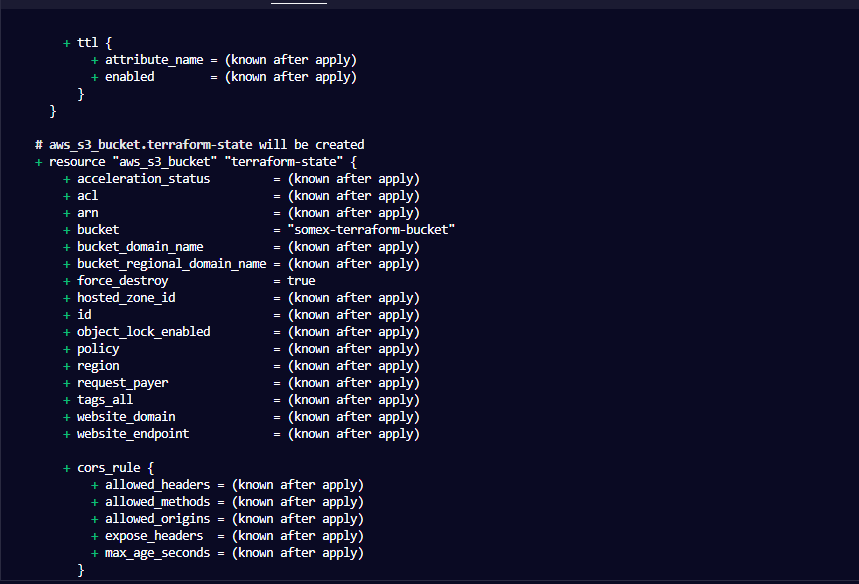 + ttl {
+ attribute_name = (known after apply)
+ enabled        = (known after apply)
}
}
# aws_s3_bucket.terraform-state will be created
+ resource "aws_s3_bucket" "terraform-state" {
+ acceleration_status         = (known after apply)
+ acl                         = (known after apply)
+ arn                         = (known after apply)
+ bucket                      = "somex-terraform-bucket"
+ bucket_domain_name          = (known after apply)
+ bucket_regional_domain_name = (known after apply)
+ force_destroy               = true
+ hosted_zone_id              = (known after apply)
+ id                          = (known after apply)
+ object_lock_enabled         = (known after apply)
+ policy                      = (known after apply)
+ region                      = (known after apply)
+ request_payer               = (known after apply)
+ tags_all                    = (known after apply)
+ website_domain              = (known after apply)
+ website_endpoint            = (known after apply)
+ cors_rule {
+ allowed_headers = (known after apply)
+ allowed_methods = (known after apply)
+ allowed_origins = (known after apply)
+ expose_headers  = (known after apply)
+ max_age_seconds = (known after apply)
}